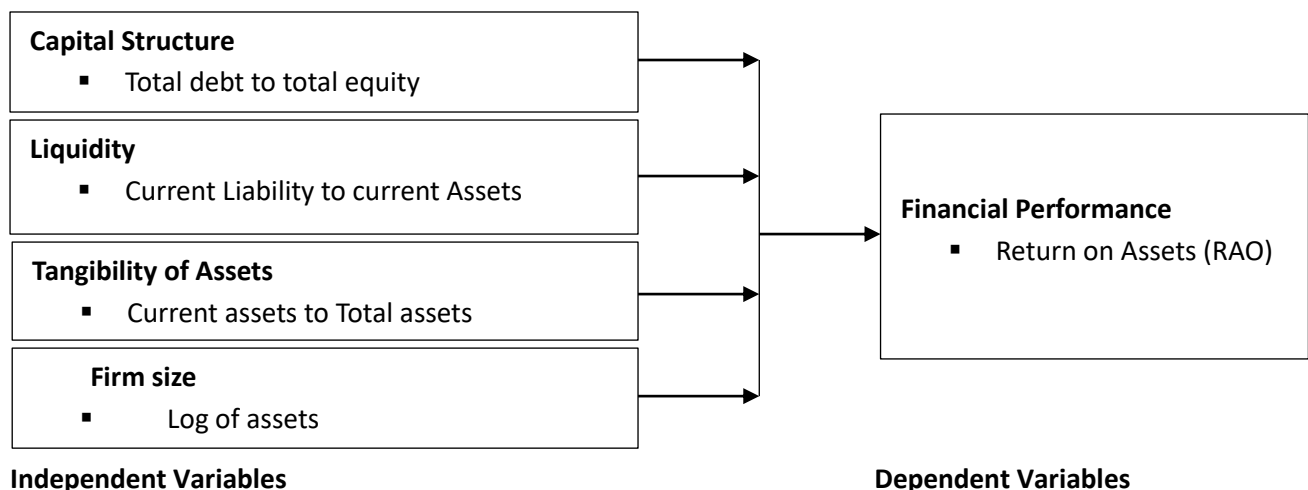 Capital Structure
▪ Total debt to total equity
Liquidity
▪ Current Liability to current Assets
Tangibility of Assets
▪ Current assets to Total assets
Firm size
▪ Log of assets
Independent Variables
Financial Performance
▪ Return on Assets (RAO)
Dependent Variables